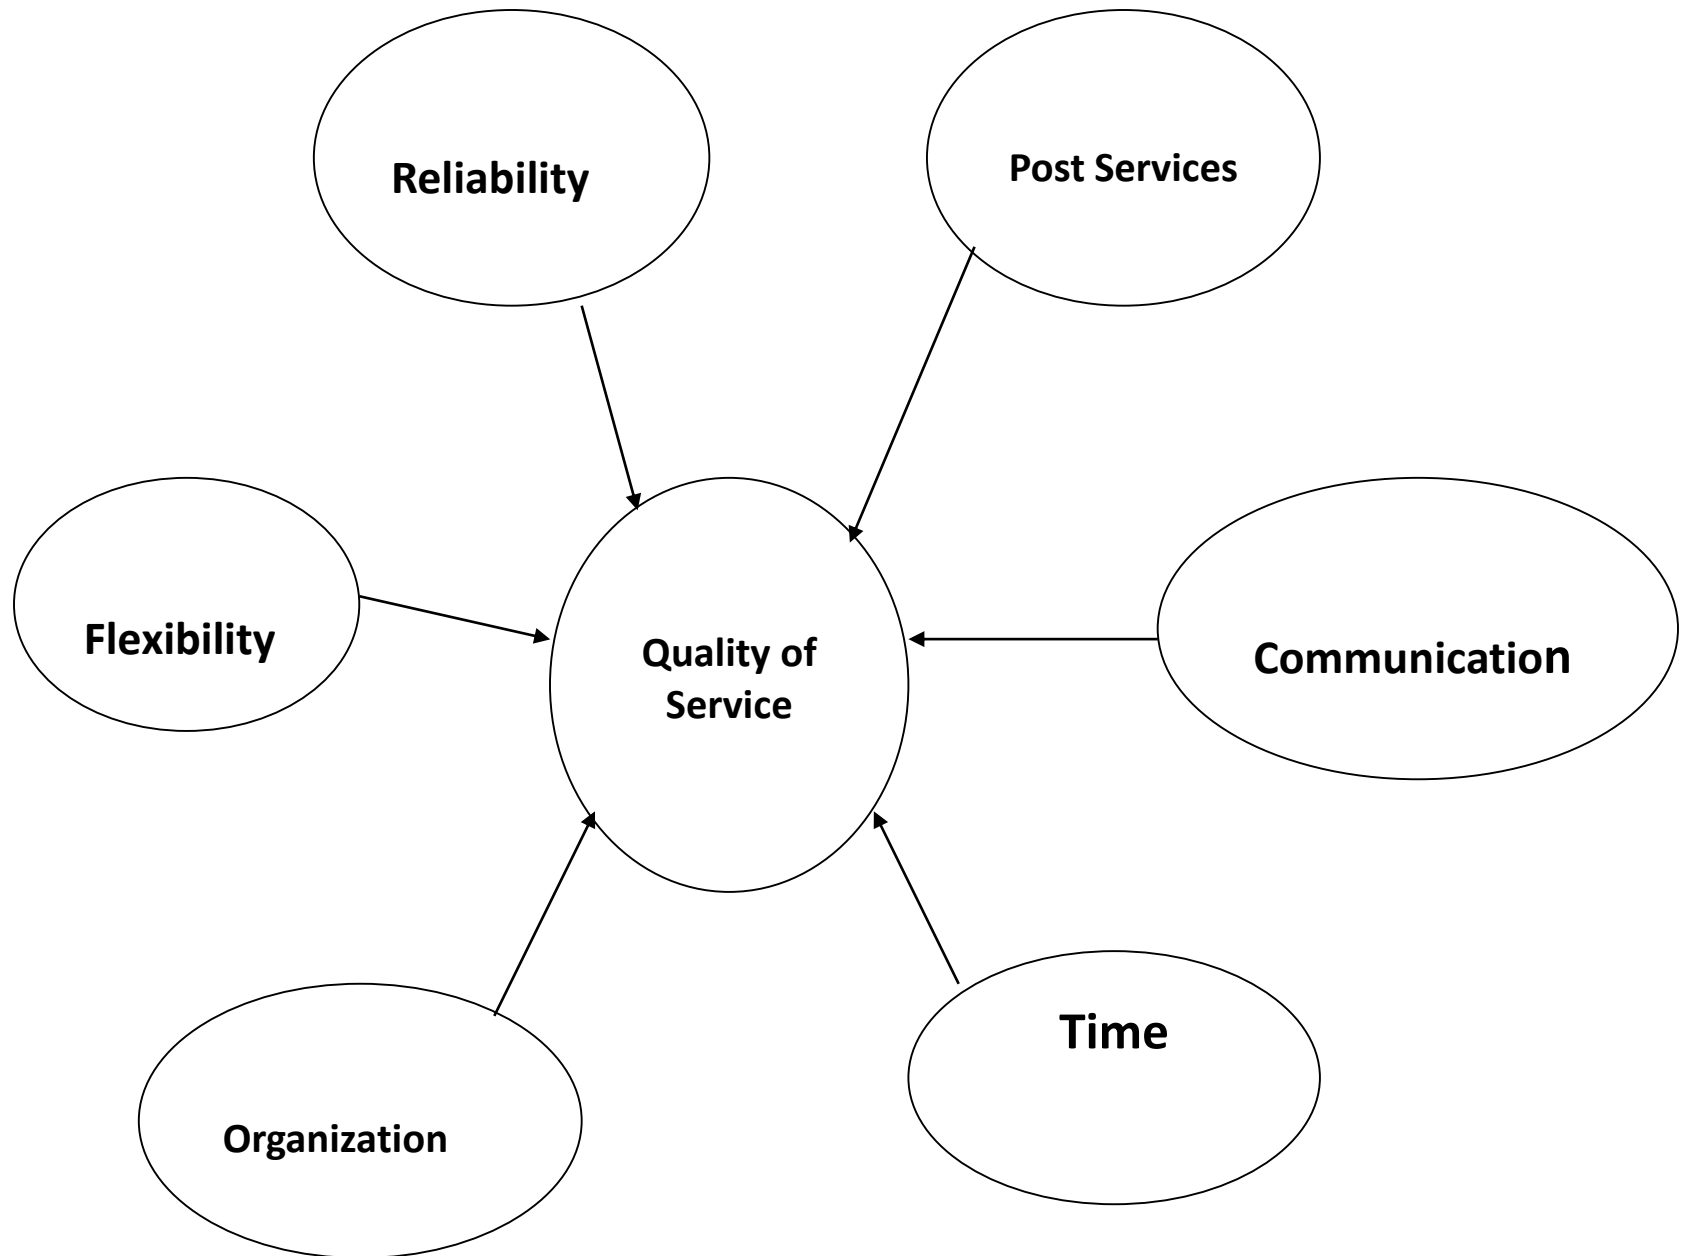 Reliability
Post Services
Flexibility
Quality of
Service
Communication
Time
Organization